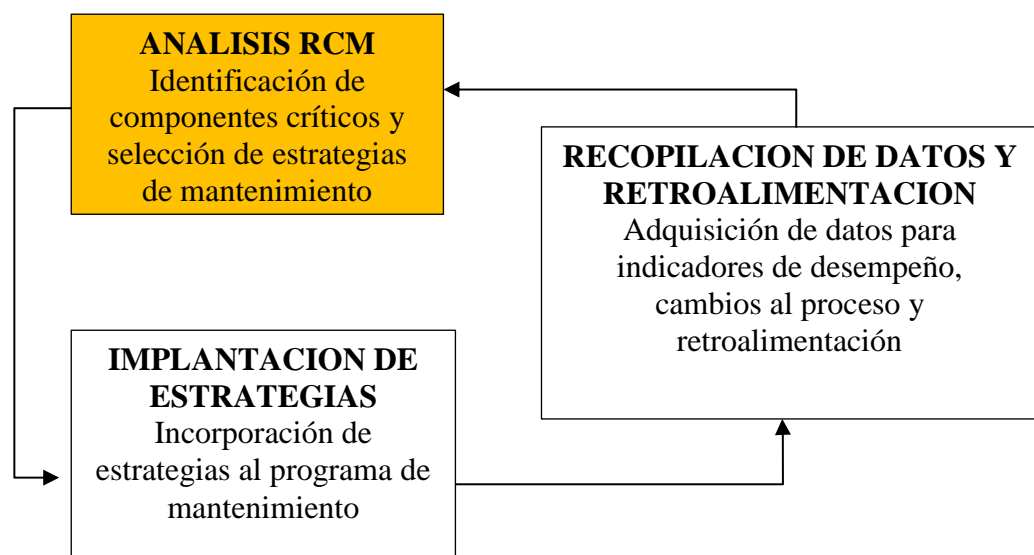 ANALISIS RCM
Identificación de
componentes críticos y
selección de estrategias
de mantenimiento
RECOPILACION DE DATOS Y
RETROALIMENTACION
Adquisición de datos para
indicadores de desempeño,
cambios al proceso y
retroalimentación
IMPLANTACION DE
ESTRATEGIAS
Incorporación de
estrategias al programa de
mantenimiento